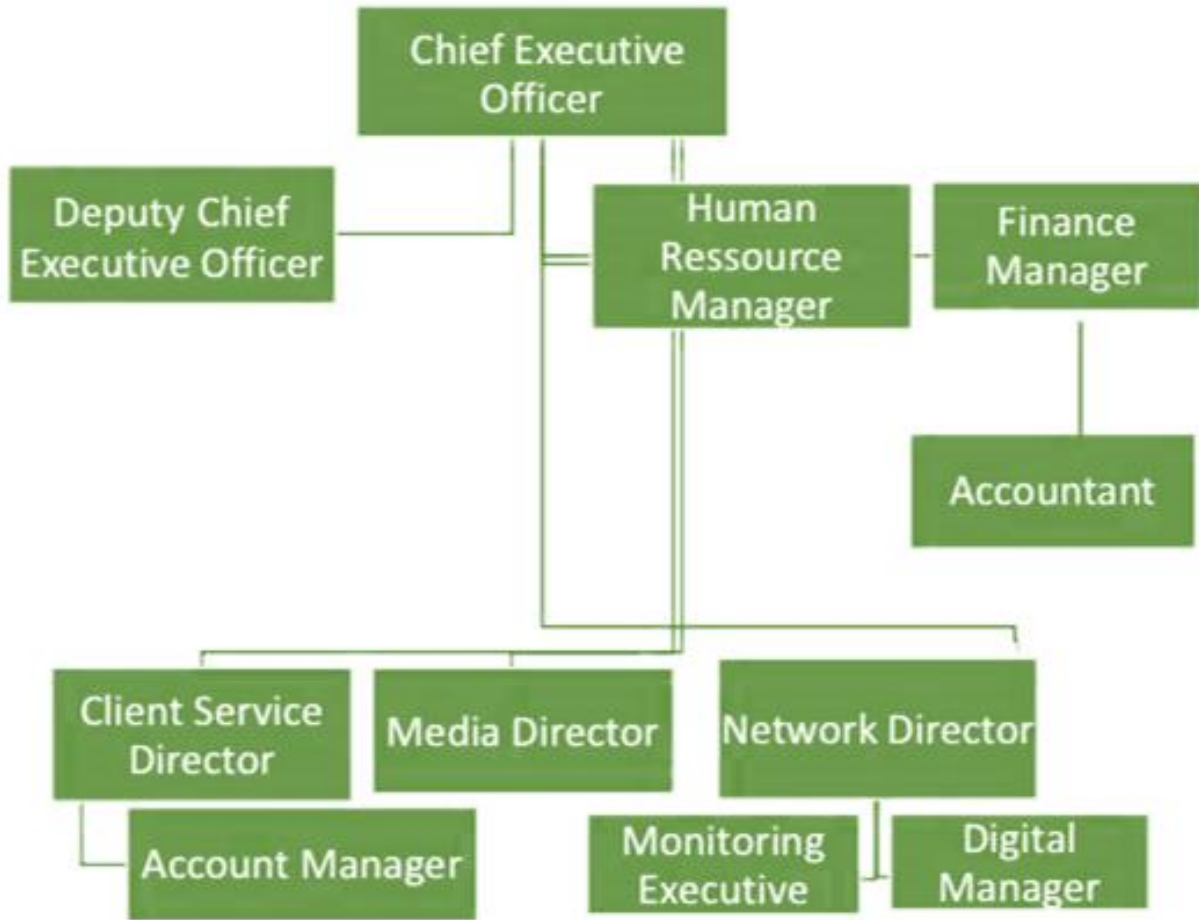 Chief Executive
Officer
Deputy Chief
Executive Officer
Human
Ressource
Manager
Finance
Manager
Accountant
Client Service
Director
Media Director
Network Director
Account Manager
Monitoring
Executive
Digital
Manager